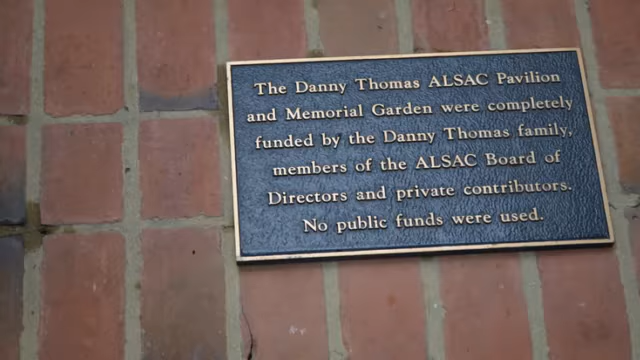 The Danny Thomas ALSAC Pavilion
and Memorial Garden were completely
funded by the Danny Thomas family,
members of the ALSAC Board of
Directors and private contributors.
No public funds were used.